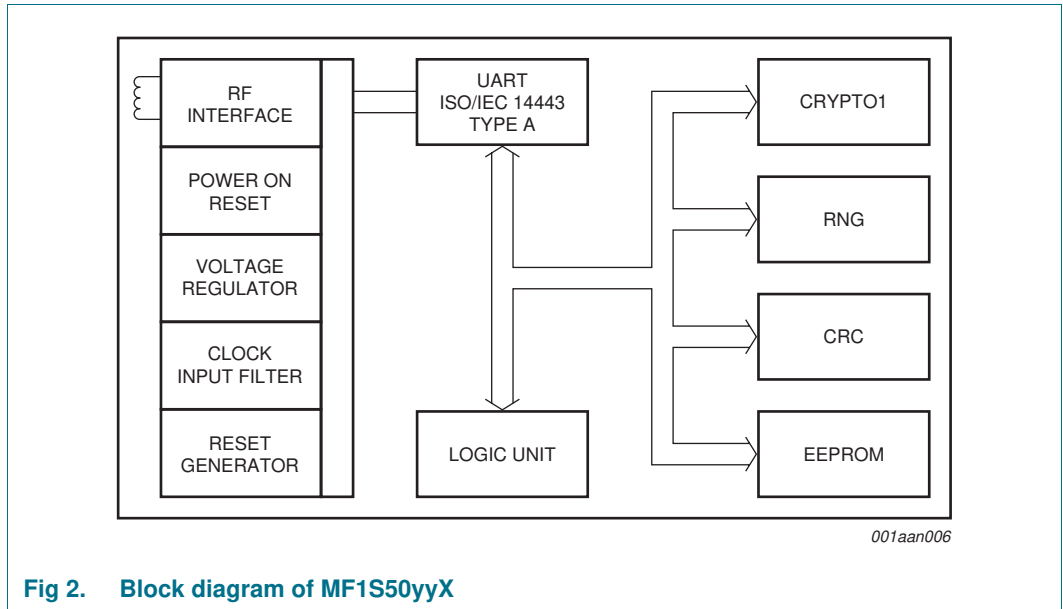 RF
INTERFACE
POWER ON
RESET
VOLTAGE
REGULATOR
CLOCK
INPUT FILTER
RESET
GENERATOR
UART
ISO/IEC 14443
TYPE A
LOGIC UNIT
CRYPTO1
RNG
CRC
EEPROM
001aan006
Fig 2. Block diagram of MF1S50yyX